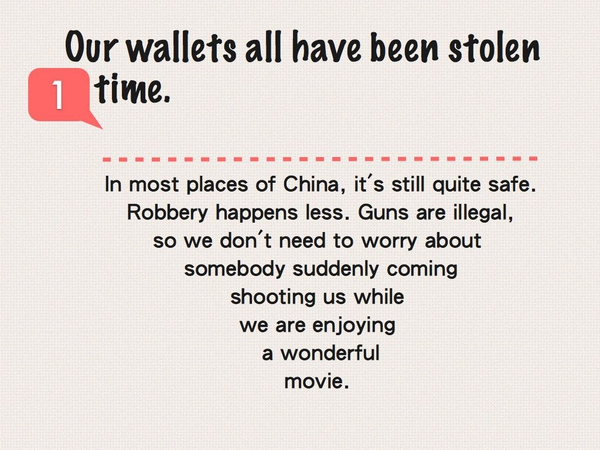 Our wallets all have been stolen
1 time.
In most places of China, it's still quite safe.
Robbery happens less. Guns are illegal,
so we don't need to worry about
somebody suddenly coming
shooting us while
we are enjoying
a wonderful
movie.